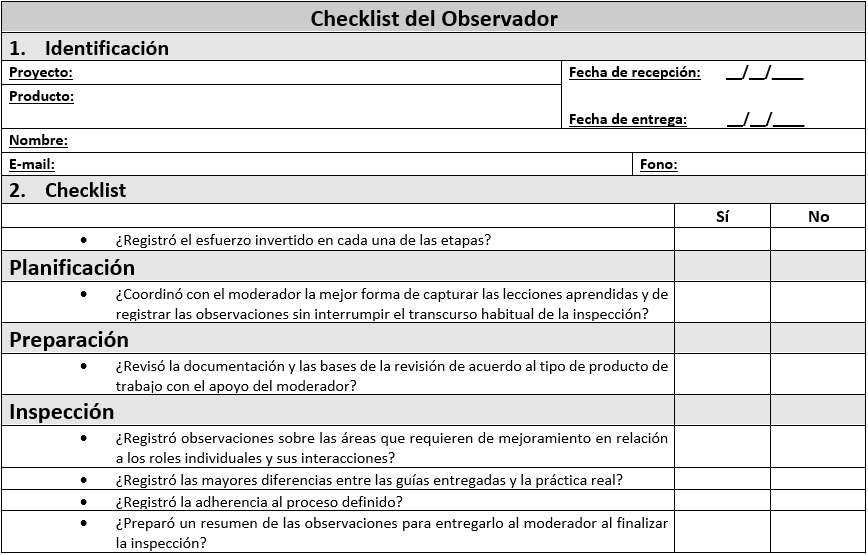 Checklist del Observador
1. Identificación
Proyecto:
Fecha de recepción: __/__/____
Producto:
Fecha de entrega: __/__/____
Nombre:
E-mail:
Fono:
2. Checklist
Sí No
• ¿Registró el esfuerzo invertido en cada una de las etapas?
Planificación
• ¿Coordinó con el moderador la mejor forma de capturar las lecciones aprendidas y de
registrar las observaciones sin interrumpir el transcurso habitual de la inspección?
Preparación
• ¿Revisó la documentación y las bases de la revisión de acuerdo al tipo de producto de
trabajo con el apoyo del moderador?
Inspección
• ¿Registró observaciones sobre las áreas que requieren de mejoramiento en relación
a los roles individuales y sus interacciones?
• ¿Registró las mayores diferencias entre las guías entregadas y la práctica real?
• ¿Registró la adherencia al proceso definido?
• ¿Preparó un resumen de las observaciones para entregarlo al moderador al finalizar
la inspección?